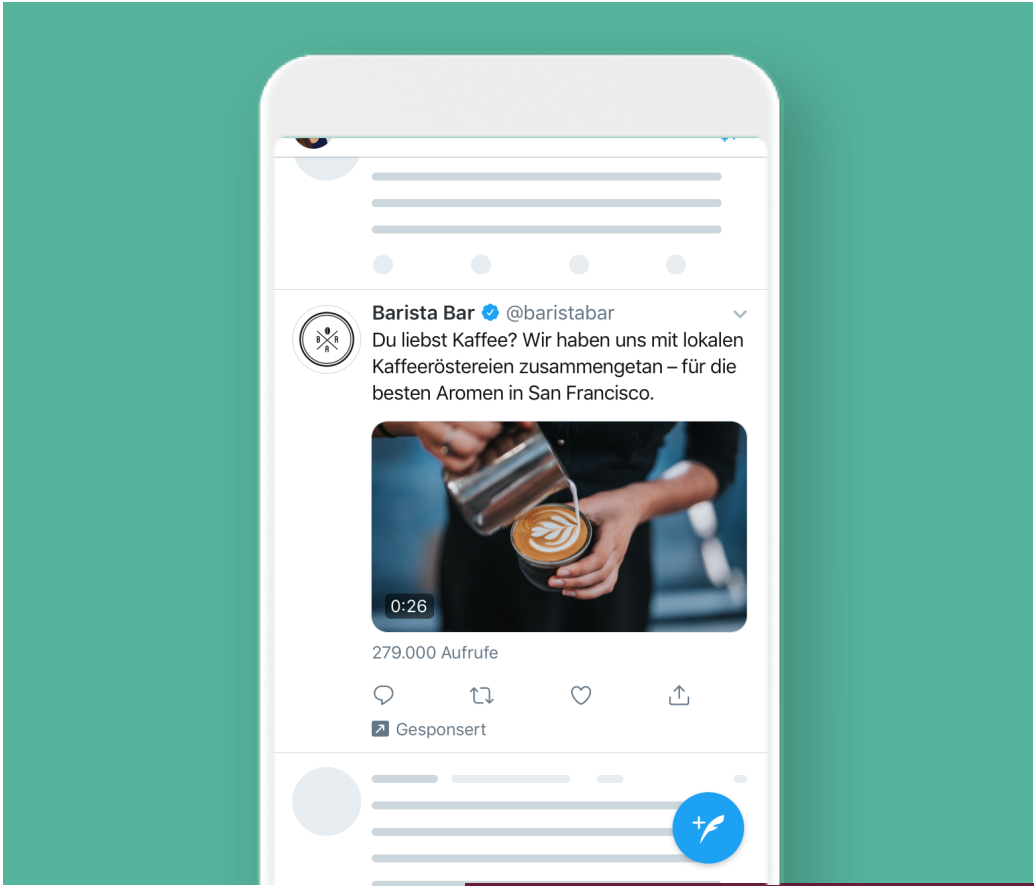 Barista Bar @baristabar
B A R
A
Du liebst Kaffee? Wir haben uns mit lokalen
Kaffeeröstereien zusammengetan – für die
besten Aromen in San Francisco.
0:26
279.000 Aufrufe
Gesponsert